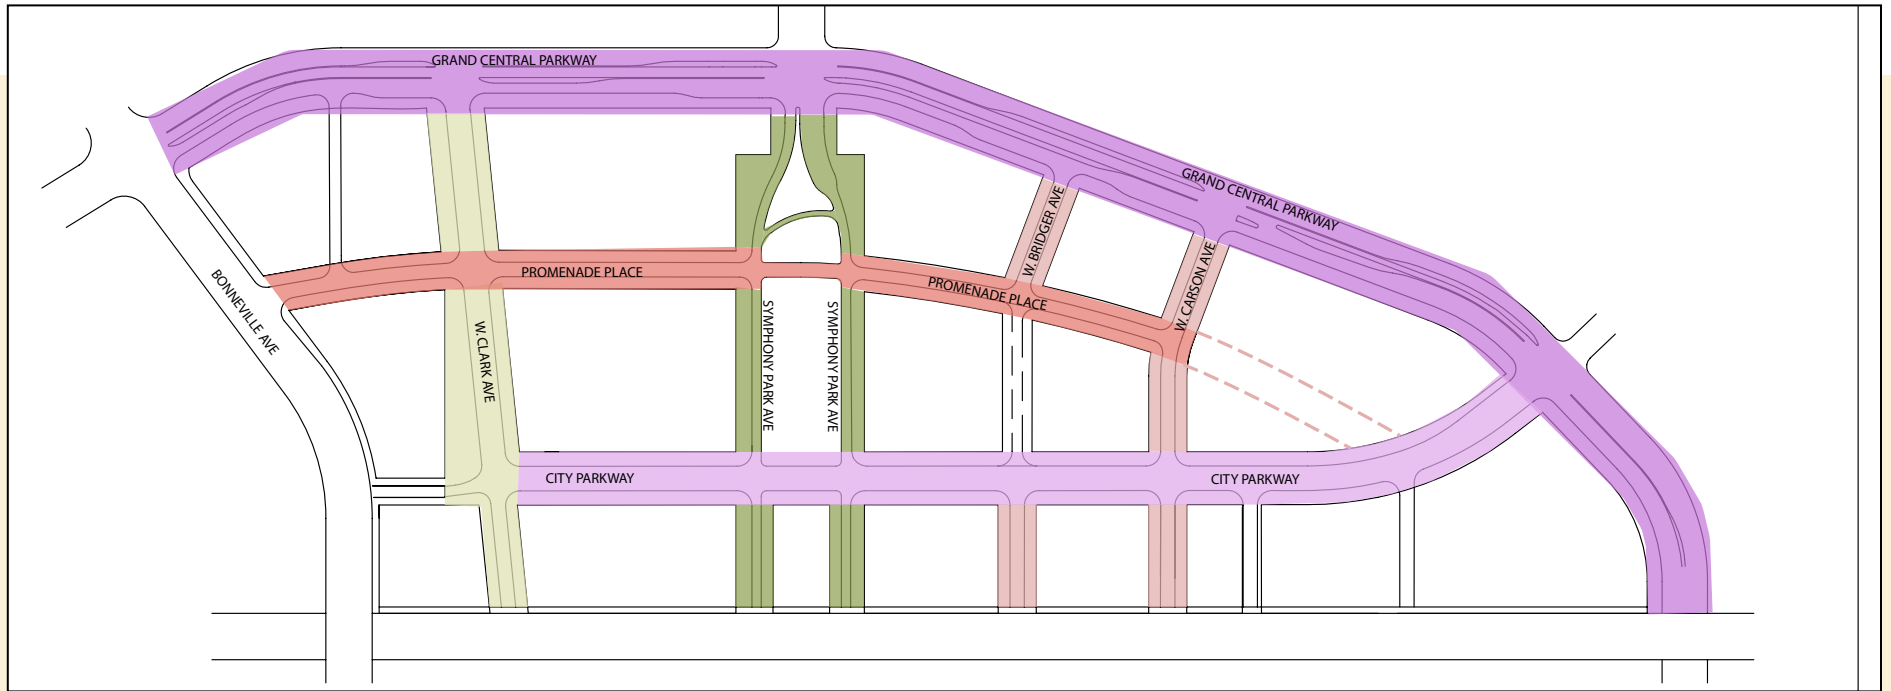 GRAND CENTRAL PARKWAY
GRAND CENTRAL PARKWAY
W. BRIDGER AVE
W. CARSON AVE
PROMENADE PLACE
PROMENADE PLACE
BONNEVILLE AVE
W. CLARK AVE
SYMPHONY PARK AVE
SYMPHONY PARK AVE
CITY PARKWAY
CITY PARKWAY